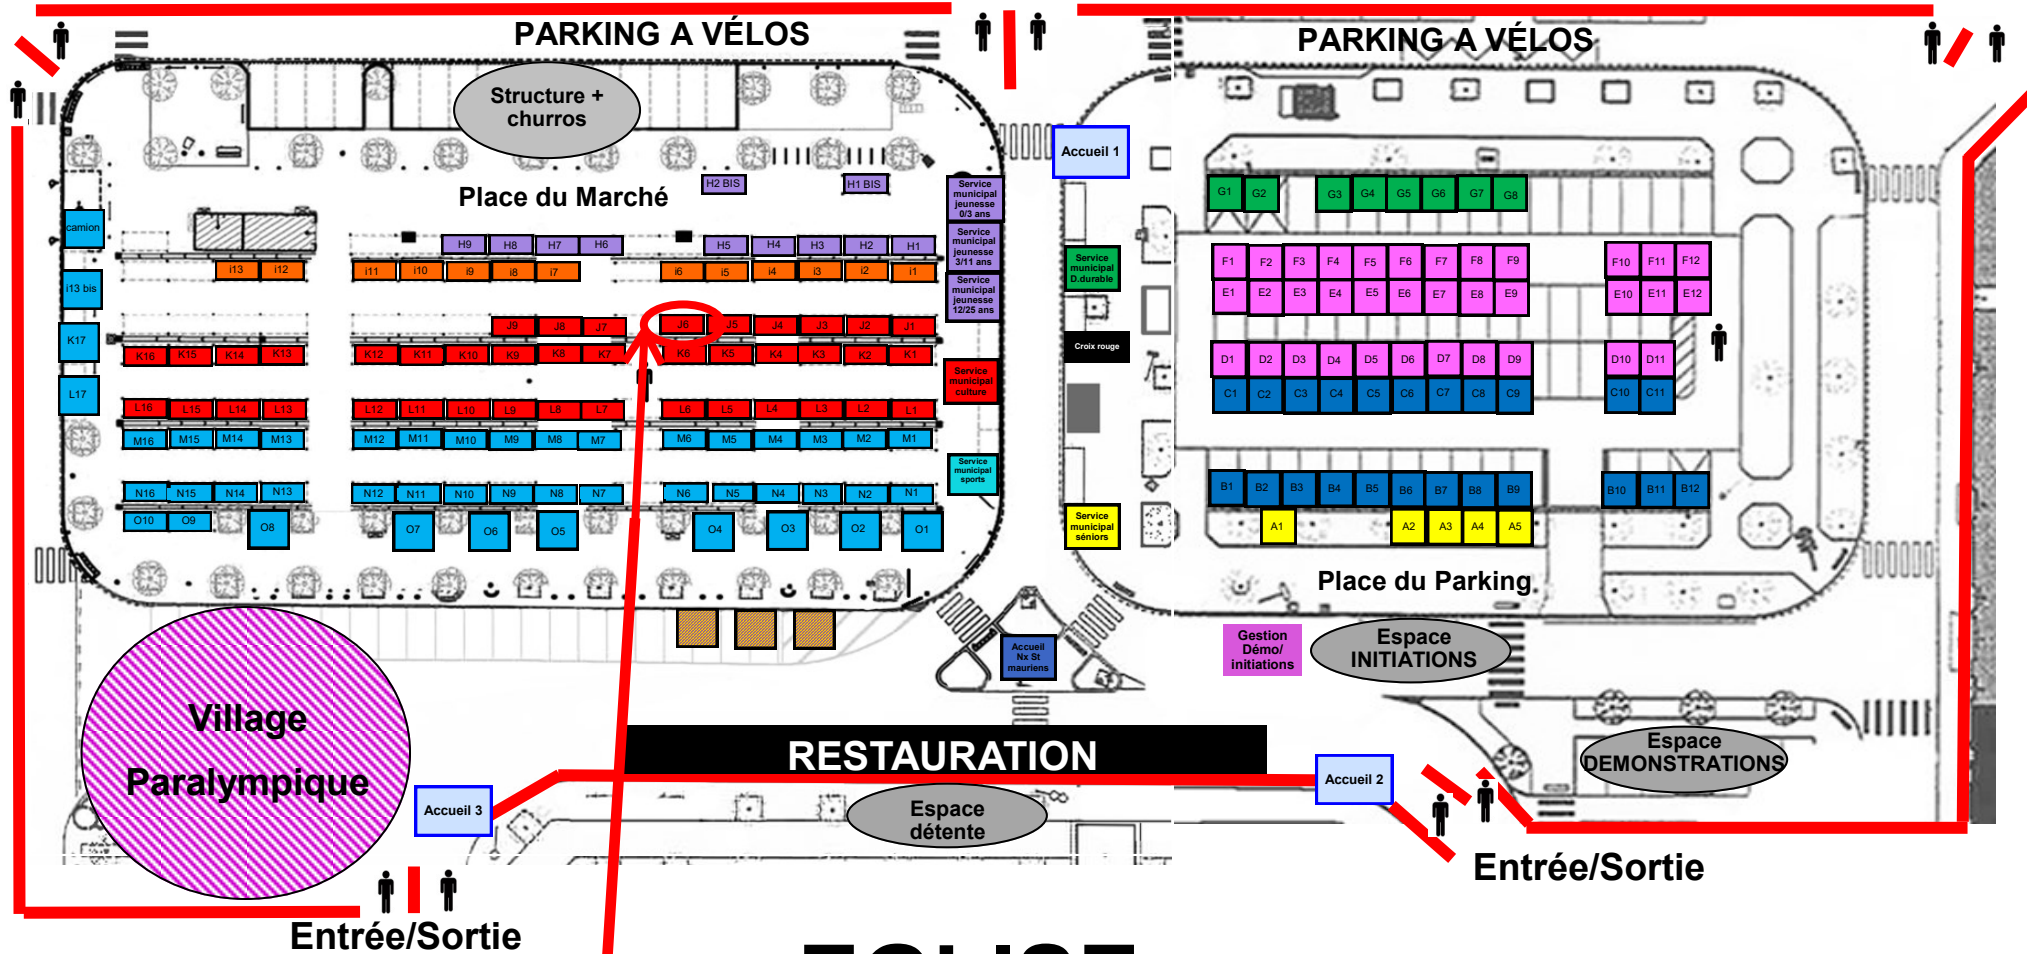 PARKING A VÉLOS
PARKING A VÉLOS
Structure +
churros
Accueil 1
Place du Marché
H2 BIS
H1 BIS
Service
municipal
jeunesse
0/3 ans
G1 G2 G3 G4 G5 G6 G7 G8
camion
H9 H8 H7 H6 H5 H4 H3 H2 H1
Service
municipal
jeunesse
3/11 ans
Service
municipal
D.durable
F1 F2 F3 F4 F5 F6 F7 F8 F9 F10 F11 F12
i13 i12 i11 i10 i9 i8 i7 i6 i5 i4 i3 i2 i1
i13 bis
Service
municipal
jeunesse
12/25 ans
E1 E2 E3 E4 E5 E6 E7 E8 E9 E10 E11 E12
J9 J8 J7 J6 J5 J4 J3 J2 J1
K17
Croix rouge
K16 K15 K14 K13 K12 K11 K10 K9 K8 K7 K6 K5 K4 K3 K2 K1
D1 D2 D3 D4 D5 D6 D7 D8 D9 D10 D11
Service
municipal
culture
L17
C1 C2 C3 C4 C5 C6 C7 C8 C9 C10 C11
L16 L15 L14 L13 L12 L11 L10 L9 L8 L7 L6 L5 L4 L3 L2 L1
M16 M15 M14 M13 M12 M11 M10 M9 M8 M7 M6 M5 M4 M3 M2 M1
Service
municipal
sports
N16 N15 N14 N13 N12 N11 N10 N9 N8 N7 N6 N5 N4 N3 N2 N1
B1 B2 B3 B4 B5 B6 B7 B8 B9 B10 B11 B12
O10 O9 O8 O7 O6 O5 O4 O3 O2 O1
Service
municipal
séniors
A1 A2 A3 A4 A5
Place du Parking
Accueil
Nx St
mauriens
Gestion
Démo/
initiations
Espace
INITIATIONS
Village
Paralympique
RESTAURATION
Espace
DEMONSTRATIONS
Accueil 3
Accueil 2
Espace
détente
Entrée/Sortie
Entrée/Sortie
EGLISE